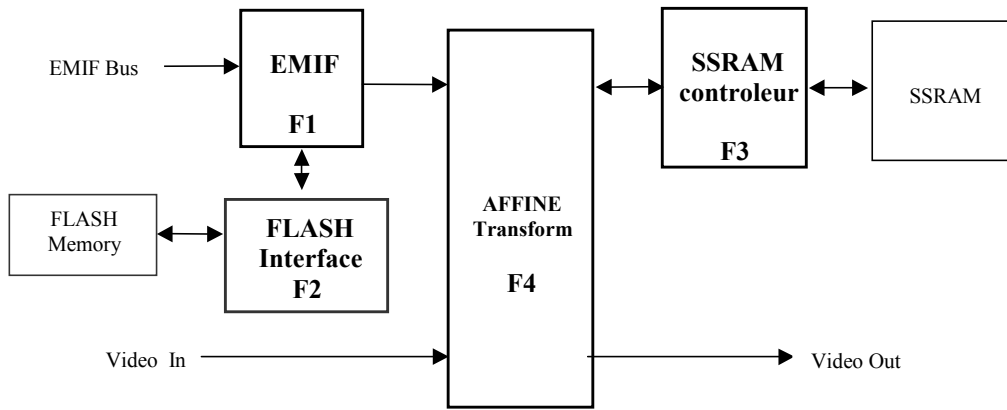 EMIF Bus
EMIF
F1
SSRAM
controleur
F3
SSRAM
FLASH
Memory
FLASH
Interface
F2
AFFINE
Transform
F4
Video In
Video Out